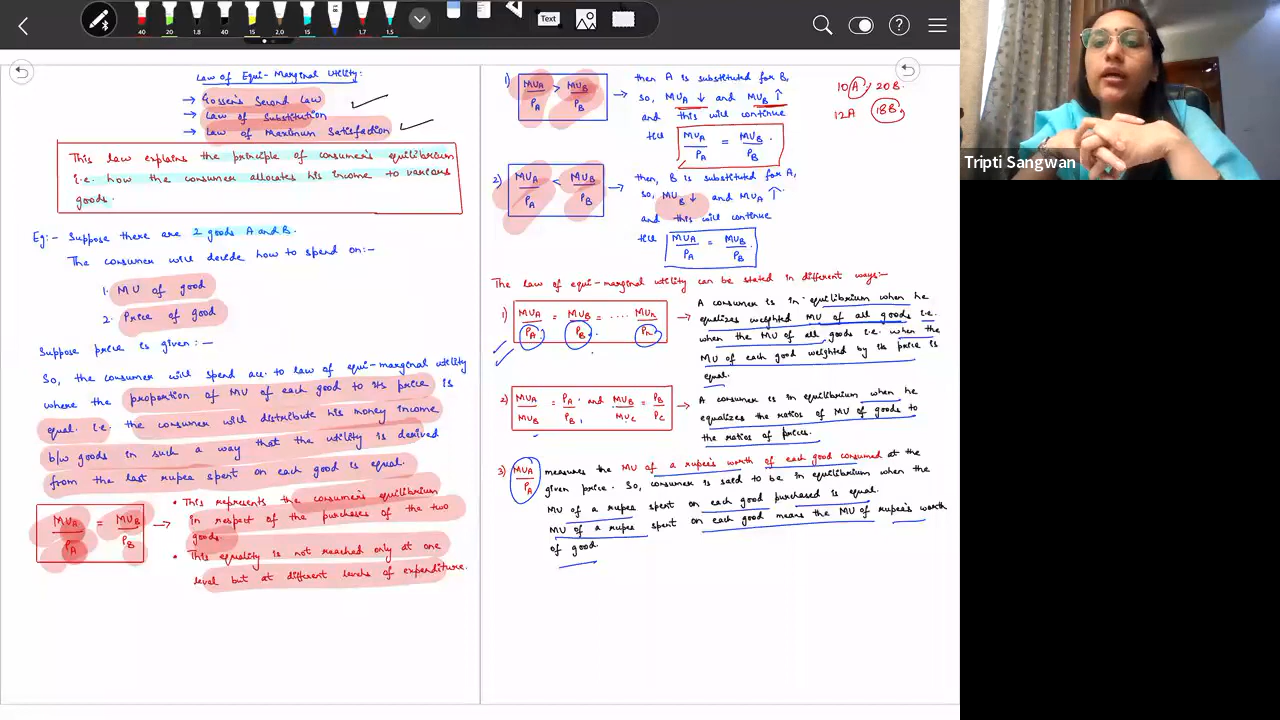 40 20 1.8 40 15 2.0 15 1.7 1.5
Text
Law of Equi-Marginal Utility:
→ Gossen's Second Law
→ Law of Substitution
→ Law of Maximum Satisfaction
This law explains the principle of consumer's equilibrium
i.e. how the consumer allocates his income to various
goods.
Eg:- Suppose there are 2 goods A and B.
The consumer will decide how to spend on:-
1. MU of good
2. Price of good
Suppose price is given:-
So, the consumer will spend acc. to law of equi-marginal utility
where the proportion of MU of each good to its price is
equal i.e. the consumer will distribute his money income
b/w goods in such a way that the utility is derived
from the last rupee spent on each good is equal.
MUA/PA = MUB/PB →
• This represents the consumer's equilibrium
in respect of the purchases of the two
goods.
• This equality is not reached only at one
level but at different levels of expenditure.
1) MUA/PA > MUB/PB →
then A is substituted for B,
so, MUA ↓ and MUB ↑
and this will continue
till MUA/PA = MUB/PB.
10A, 20B
12A 18B,
2) MUA/PA < MUB/PB →
then, B is substituted for A,
so, MUB ↓ and MUA ↑
and this will continue
till MUA/PA = MUB/PB.
The law of equi-marginal utility can be stated in different ways:-
1) MUA/PA = MUB/PB = .... MUn/Pn →
A consumer is in equilibrium when he
equalizes weighted MU of all goods i.e.
when the MU of all goods i.e. when the
MU of each good weighted by its price is
equal.
2) MUA/MUB = PA/PB and MUB/MUC = PB/PC →
A consumer is in equilibrium when he
equalizes the ratios of MU of goods to
the ratios of prices.
3) MUA/PA measures the MU of a rupee's worth of each good consumed at the
given price. So, consumer is said to be in equilibrium when the
MU of a rupee spent on each good purchased is equal.
MU of a rupee spent on each good means the MU of rupee's worth
of good.
Tripti Sangwan